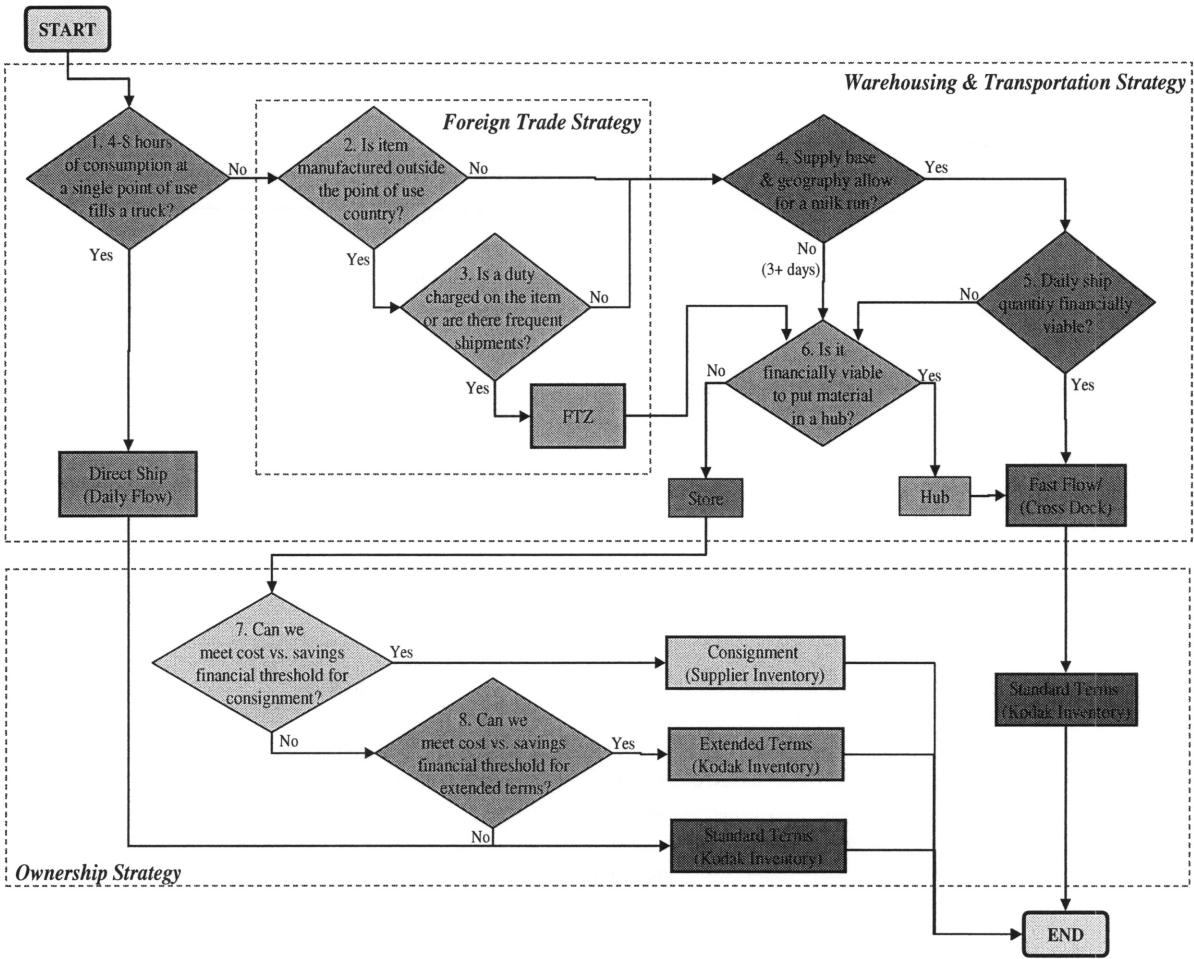 START
Warehousing & Transportation Strategy
Foreign Trade Strategy
1. 4-8 hours
of consumption at
a single point of use
fills a truck?
No
Yes
2. Is item
manufactured outside
the point of use
country?
No
Yes
3. Is a duty
charged on the item
or are there frequent
shipments?
No
Yes
FTZ
4. Supply base
& geography allow
for a milk run?
Yes
No
(3+ days)
5. Daily ship
quantity financially
viable?
No
Yes
6. Is it
financially viable
to put material
in a hub?
No
Yes
Direct Ship
(Daily Flow)
Store
Hub
Fast Flow/
(Cross Dock)
7. Can we
meet cost vs. savings
financial threshold for
consignment?
Yes
No
Consignment
(Supplier Inventory)
8. Can we
meet cost vs. savings
financial threshold for
extended terms?
Yes
No
Extended Terms
(Kodak Inventory)
Standard Terms
(Kodak Inventory)
Standard Terms
(Kodak Inventory)
Ownership Strategy
END